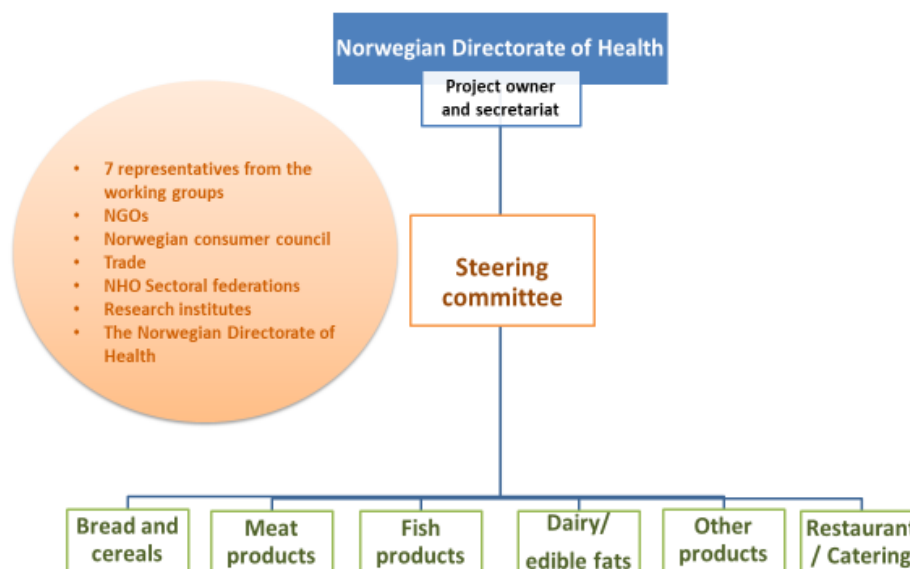 Norwegian Directorate of Health
Project owner
and secretariat
• 7 representatives from the
working groups
• NGOs
• Norwegian consumer council
• Trade
• NHO Sectoral federations
• Research institutes
• The Norwegian Directorate of
Health
Steering
committee
Bread and
cereals
Meat
products
Fish
products
Dairy/
edible fats
Other
products
Restaurant
/ Catering